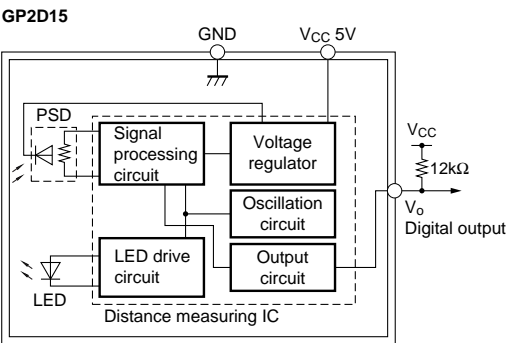 GP2D15
GND
VCC 5V
PSD
Signal
processing
circuit
Voltage
regulator
VCC
12kΩ
Oscillation
circuit
Vo
Digital output
LED drive
circuit
Output
circuit
LED
Distance measuring IC